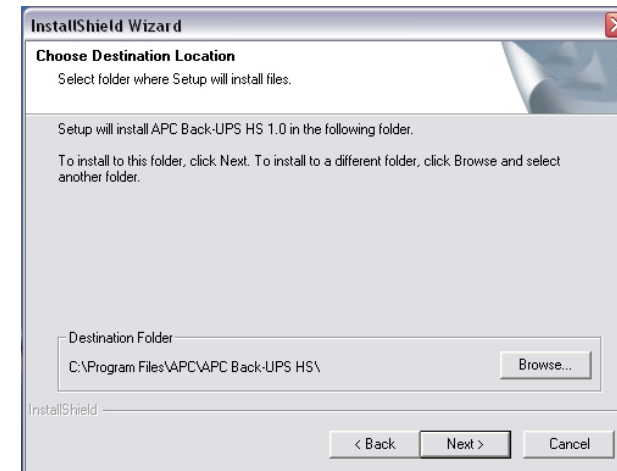 InstallShield Wizard
Choose Destination Location
Select folder where Setup will install files.
Setup will install APC Back-UPS HS 1.0 in the following folder.
To install to this folder, click Next. To install to a different folder, click Browse and select
another folder.
Destination Folder
C:\Program Files\APC\APC Back-UPS HS\
Browse...
InstallShield
< Back
Next >
Cancel